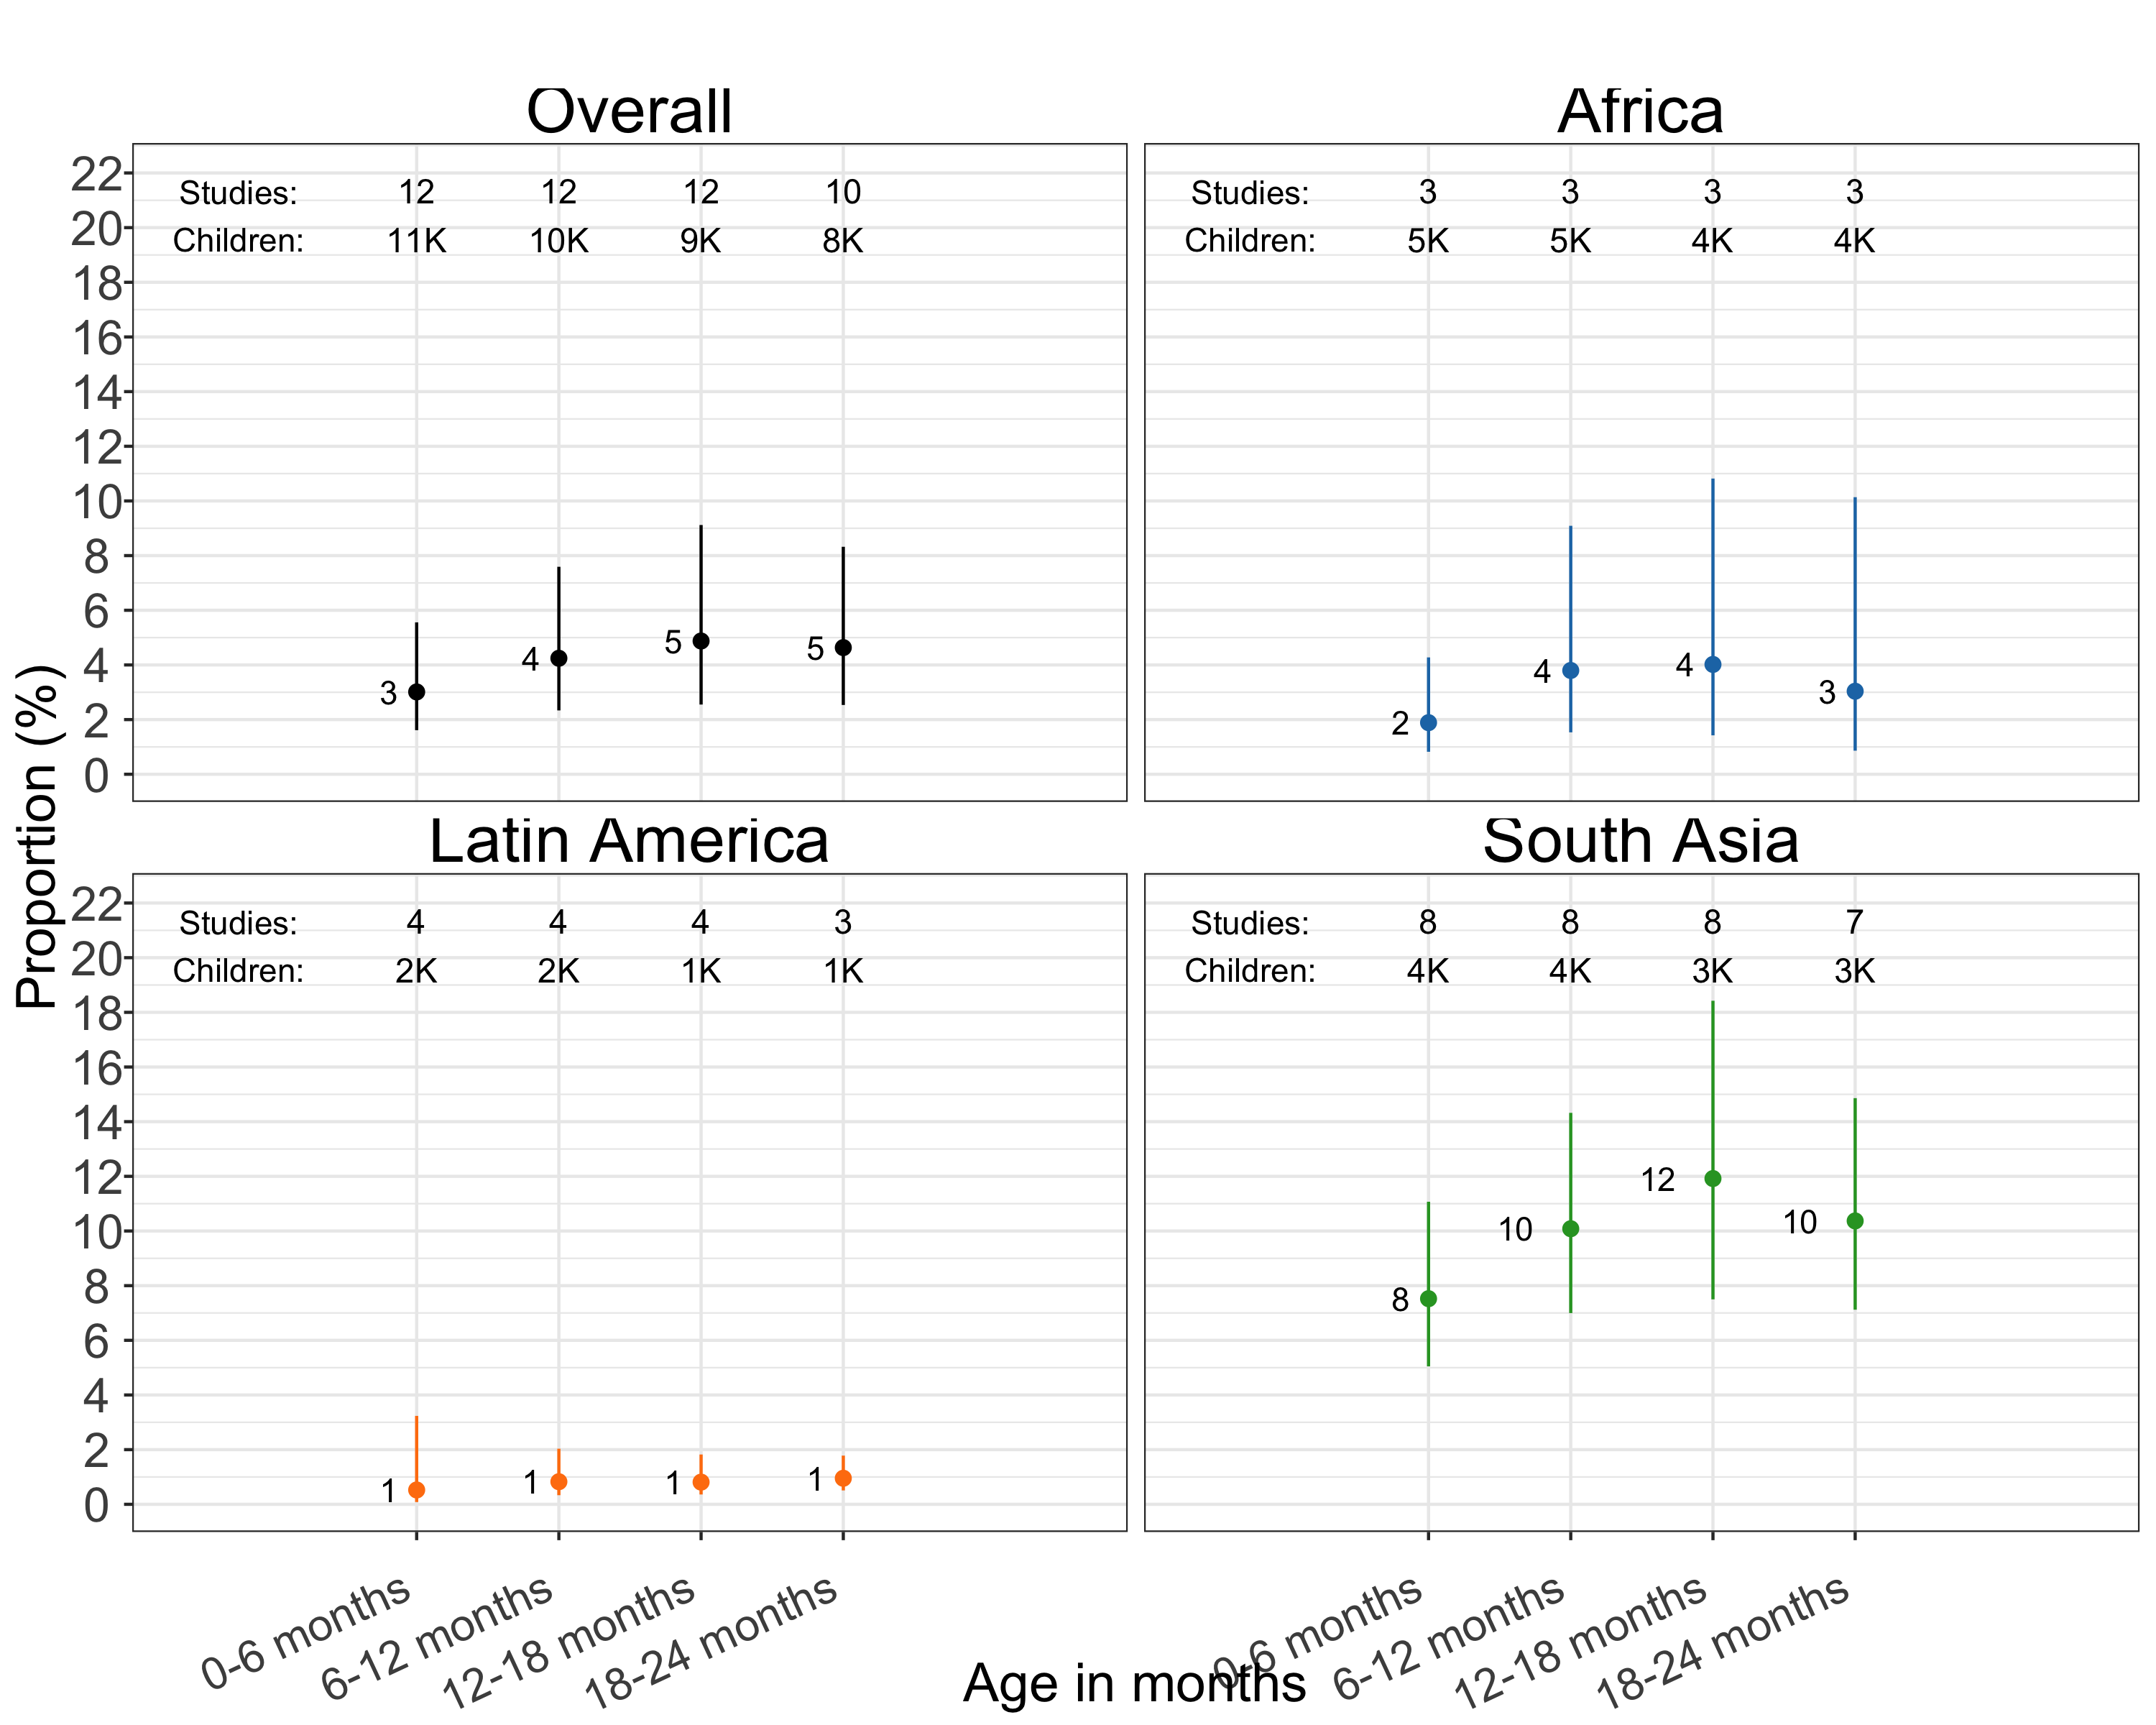 Overall
Studies: 12 12 12 10
Children: 11K 10K 9K 8K
22
20
18
16
14
12
10
8
6
4
2
0
3 4 5 5
Africa
Studies: 3 3 3 3
Children: 5K 5K 4K 4K
2 4 4 3
Proportion (%)
Latin America
Studies: 4 4 4 3
Children: 2K 2K 1K 1K
22
20
18
16
14
12
10
8
6
4
2
0
1 1 1 1
South Asia
Studies: 8 8 8 7
Children: 4K 4K 3K 3K
8 10 12 10
0-6 months
6-12 months
12-18 months
18-24 months
0-6 months
6-12 months
12-18 months
18-24 months
Age in months